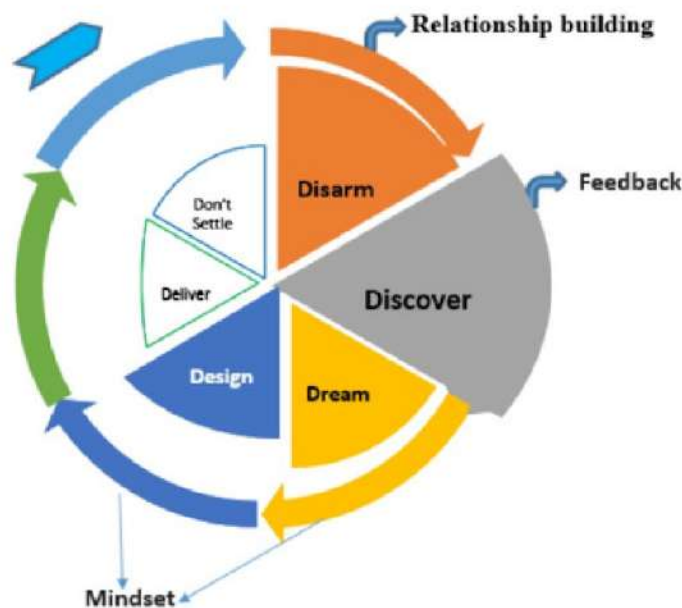 Relationship building
Disarm
Feedback
Don't
Settle
Discover
Deliver
Design
Dream
Mindset